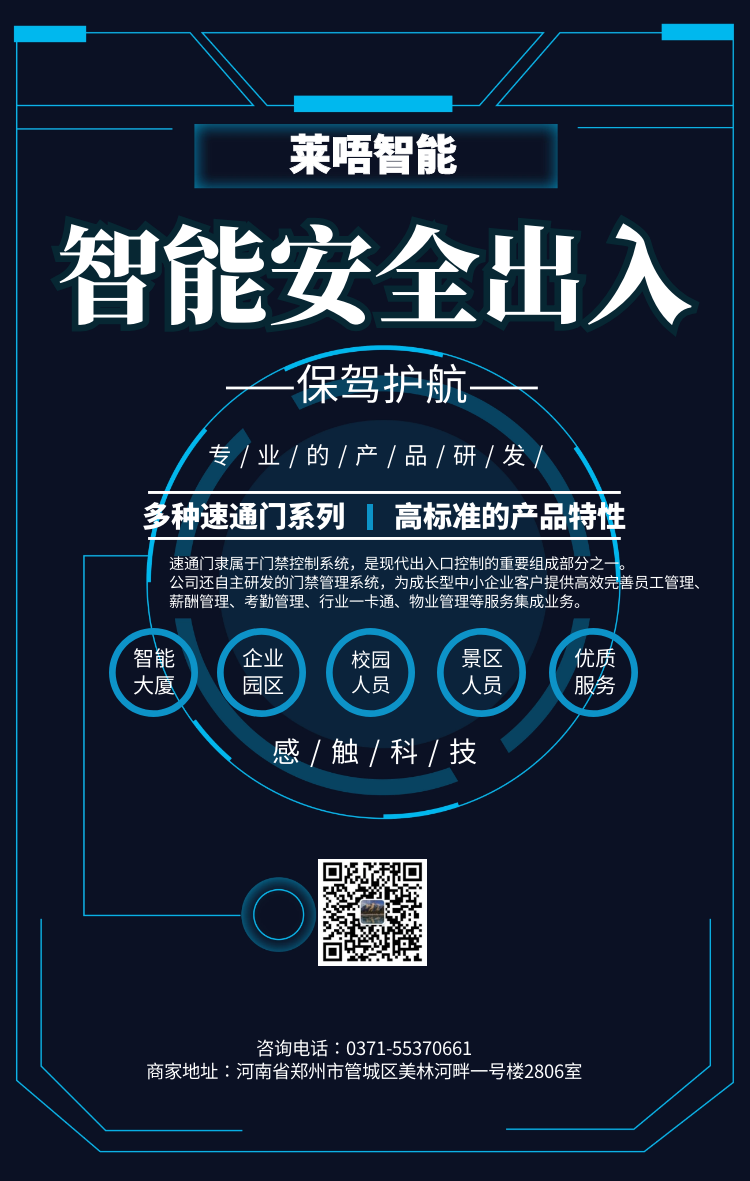 莱唔智能
智能安全出入
保驾护航
专/业/的/产/品/研/发/
多种速通门系列 高标准的产品特性
速通门隶属于门禁控制系统，是现代出入口控制的重要组成部分之一。
公司还自主研发的门禁管理系统，为成长型中小企业客户提供高效完善员工管理、
薪酬管理、考勤管理、行业一卡通、物业管理等服务集成业务。
智能
大厦
企业
园区
校园
人员
景区
人员
优质
服务
感/触/科/技
咨询电话：0371-55370661
商家地址：河南省郑州市管城区美林河畔一号楼2806室